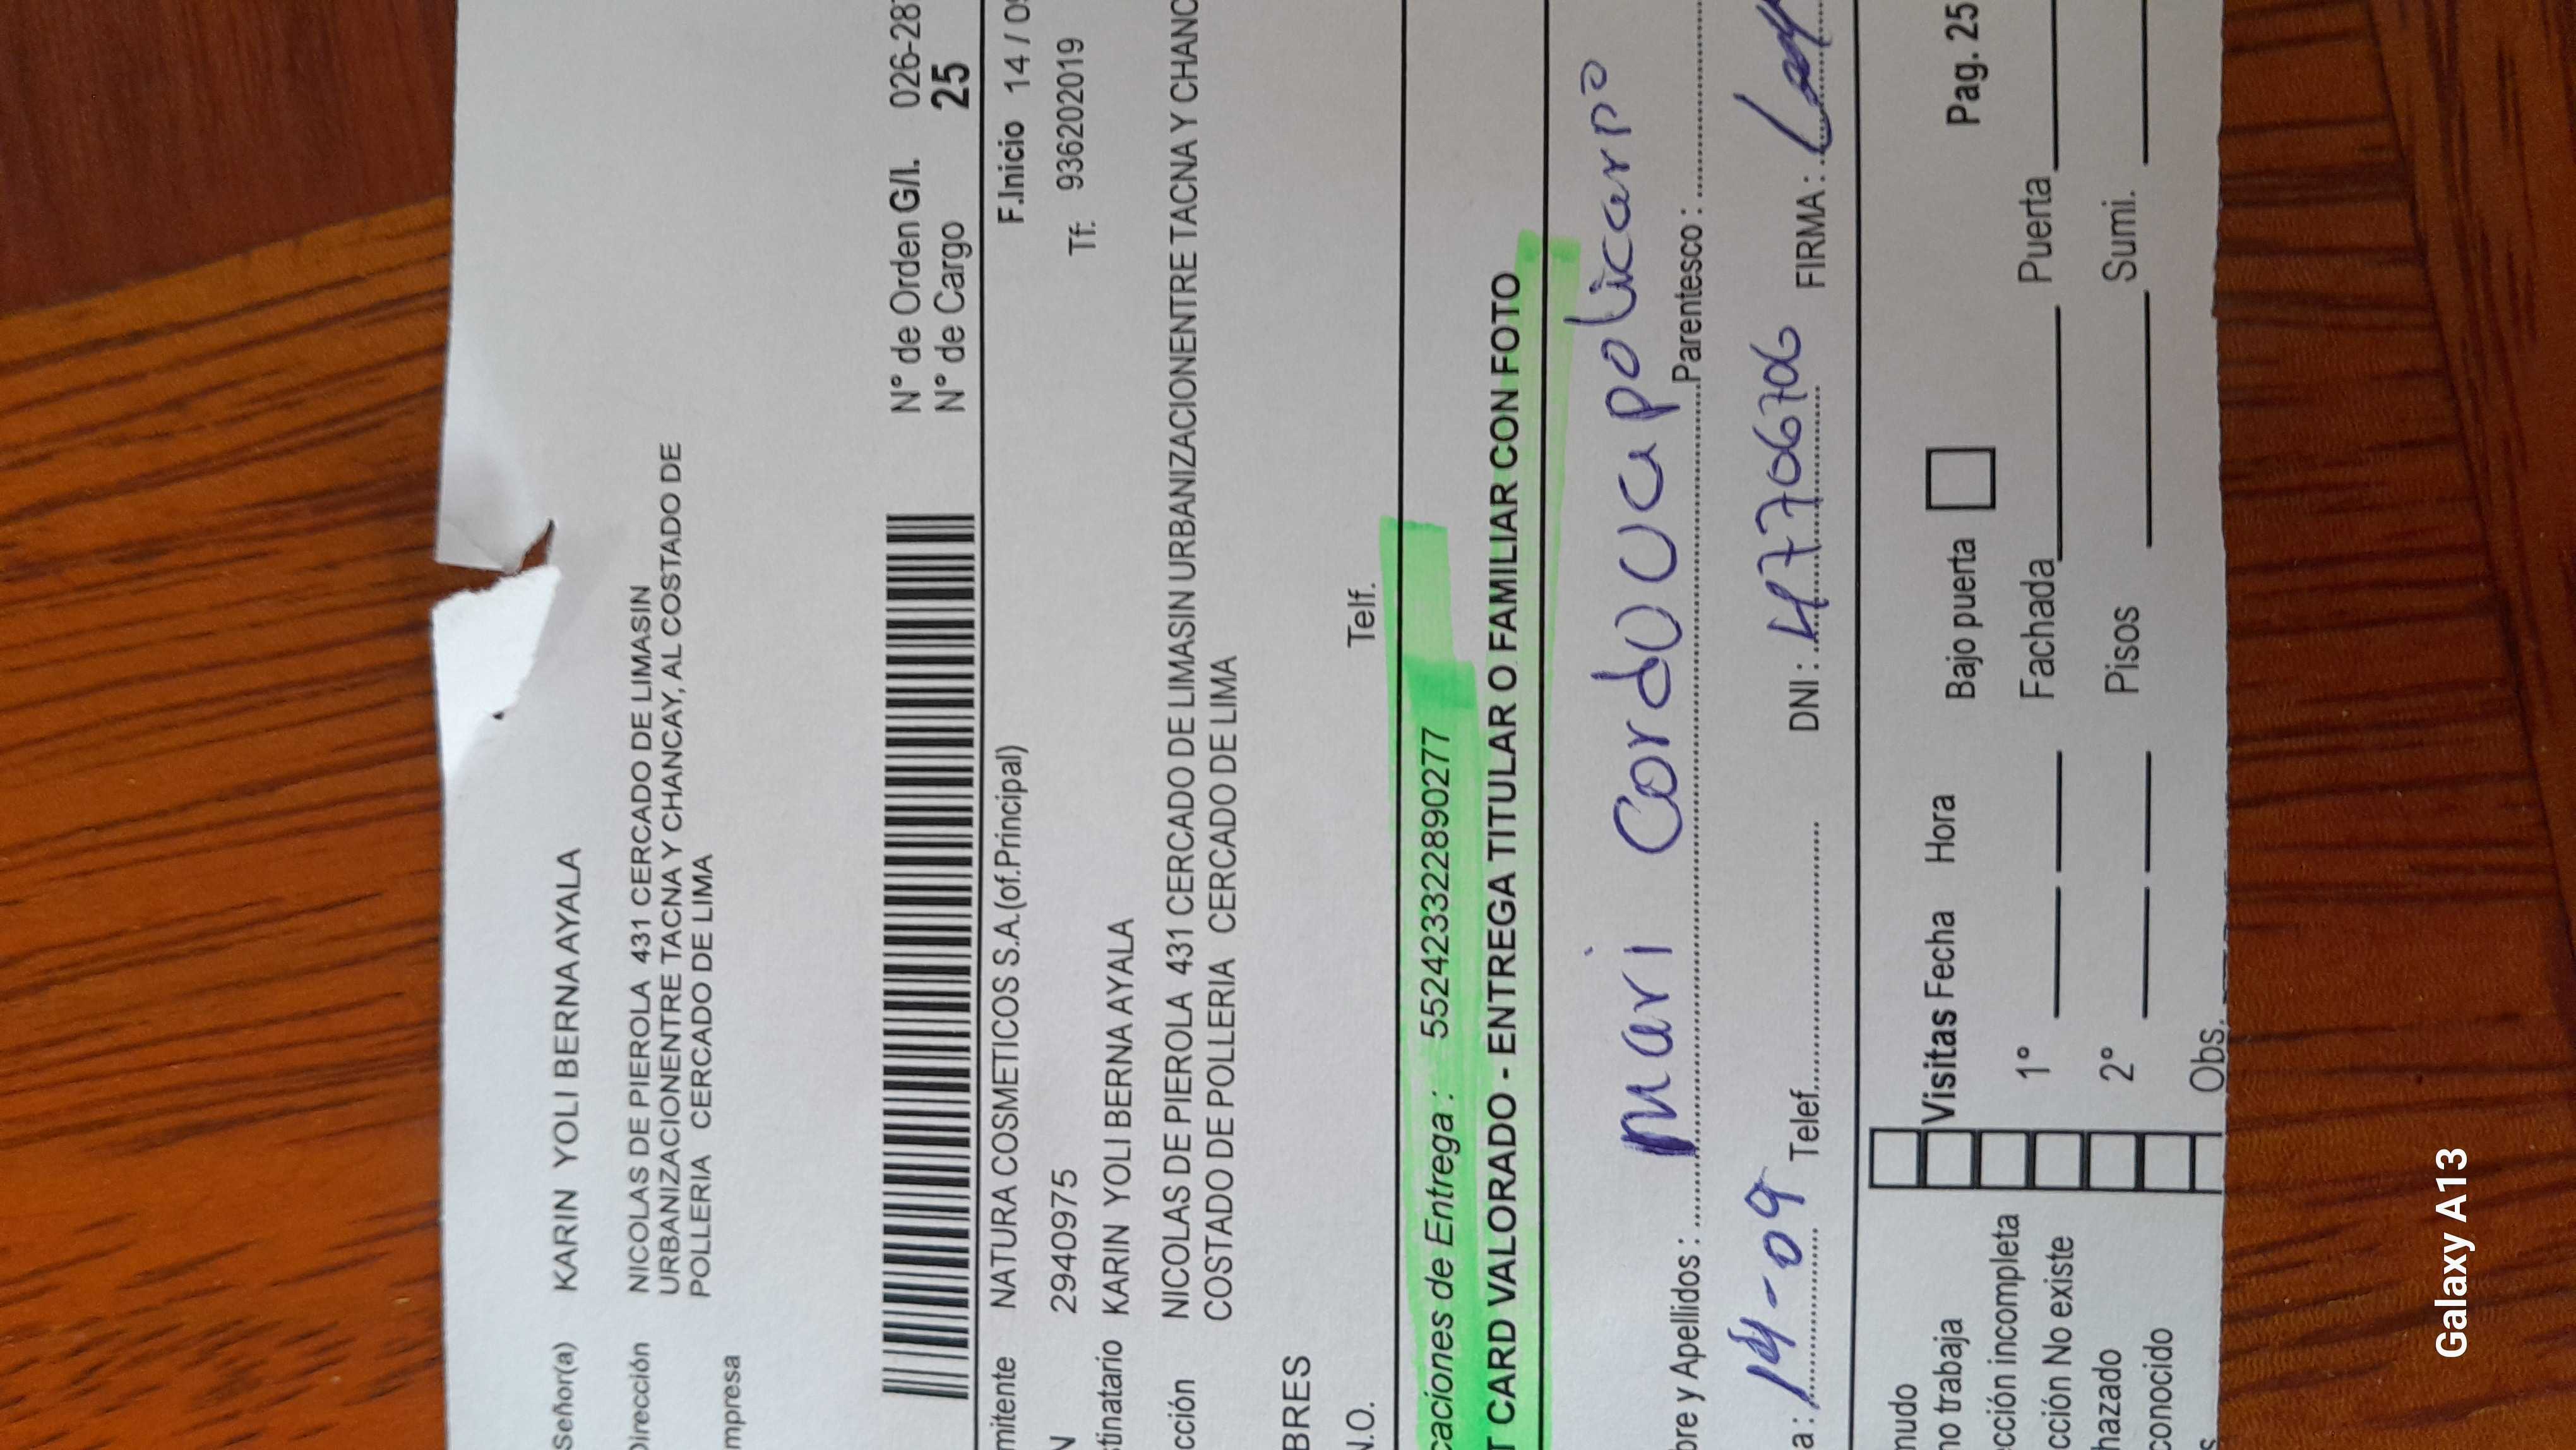 Señor(a) KARIN YOLI BERNA AYALA
Dirección NICOLAS DE PIEROLA 431 CERCADO DE LIMASIN
URBANIZACIONENTRE TACNA Y CHANCAY, AL COSTADO DE
POLLERIA CERCADO DE LIMA
mpresa
N° de Orden G/I. 026-28
N° de Cargo 25
mitente NATURA COSMETICOS S.A.(of.Principal) F.Inicio 14 / 0
N 2940975 Tf: 936202019
stinatario KARIN YOLI BERNA AYALA
cción NICOLAS DE PIEROLA 431 CERCADO DE LIMASIN URBANIZACIONENTRE TACNA Y CHANC
COSTADO DE POLLERIA CERCADO DE LIMA
BRES
N.O. Telf.
caciones de Entrega : 552423322890277
T CARD VALORADO - ENTREGA TITULAR O FAMILIAR CON FOTO
bre y Apellidos : mari Cordova policarpo Parentesco :
a : 14-09 Telef. DNI : 47706706 FIRMA :
mudo
no trabaja Visitas Fecha Hora Bajo puerta Pag. 25
cción incompleta 1° Fachada Puerta
cción No existe
hazado 2° Pisos Sumi.
conocido
s Obs.
Galaxy A13